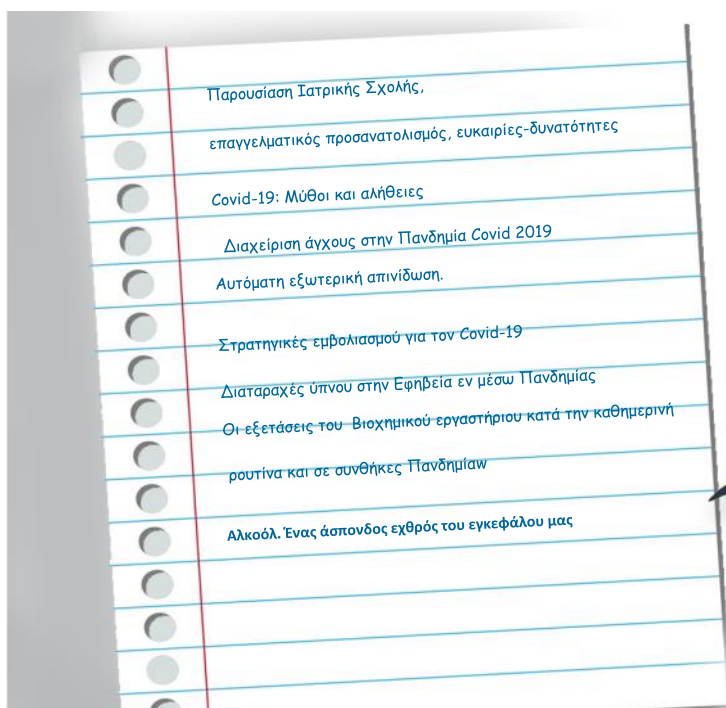 Παρουσίαση Ιατρικής Σχολής,
επαγγελματικός προσανατολισμός, ευκαιρίες-δυνατότητες
Covid-19: Μύθοι και αλήθειες
Διαχείριση άγχους στην Πανδημία Covid 2019
Αυτόματη εξωτερική απινίδωση.
Στρατηγικές εμβολιασμού για τον Covid-19
Διαταραχές ύπνου στην Εφηβεία εν μέσω Πανδημίας
Οι εξετάσεις του Βιοχημικού εργαστήριου κατά την καθημερινή
ρουτίνα και σε συνθήκες Πανδημίαw
Αλκοόλ. Ένας άσπονδος εχθρός του εγκεφάλου μας